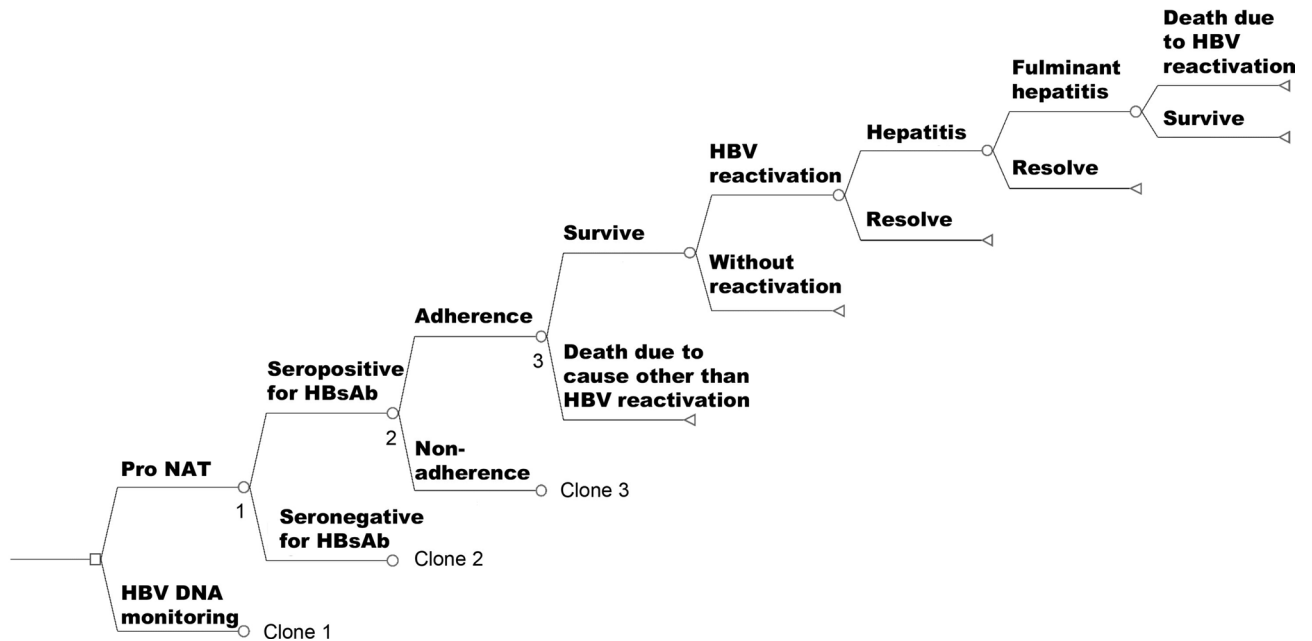 Death due
to HBV
reactivation
Fulminant
hepatitis
Survive
Hepatitis
HBV
reactivation
Resolve
Resolve
Survive
Without
reactivation
Adherence
3
Death due to
cause other than
HBV reactivation
Seropositive
for HBsAb
2
Non-
adherence
Clone 3
Pro NAT
1
Seronegative
for HBsAb
Clone 2
HBV DNA
monitoring
Clone 1